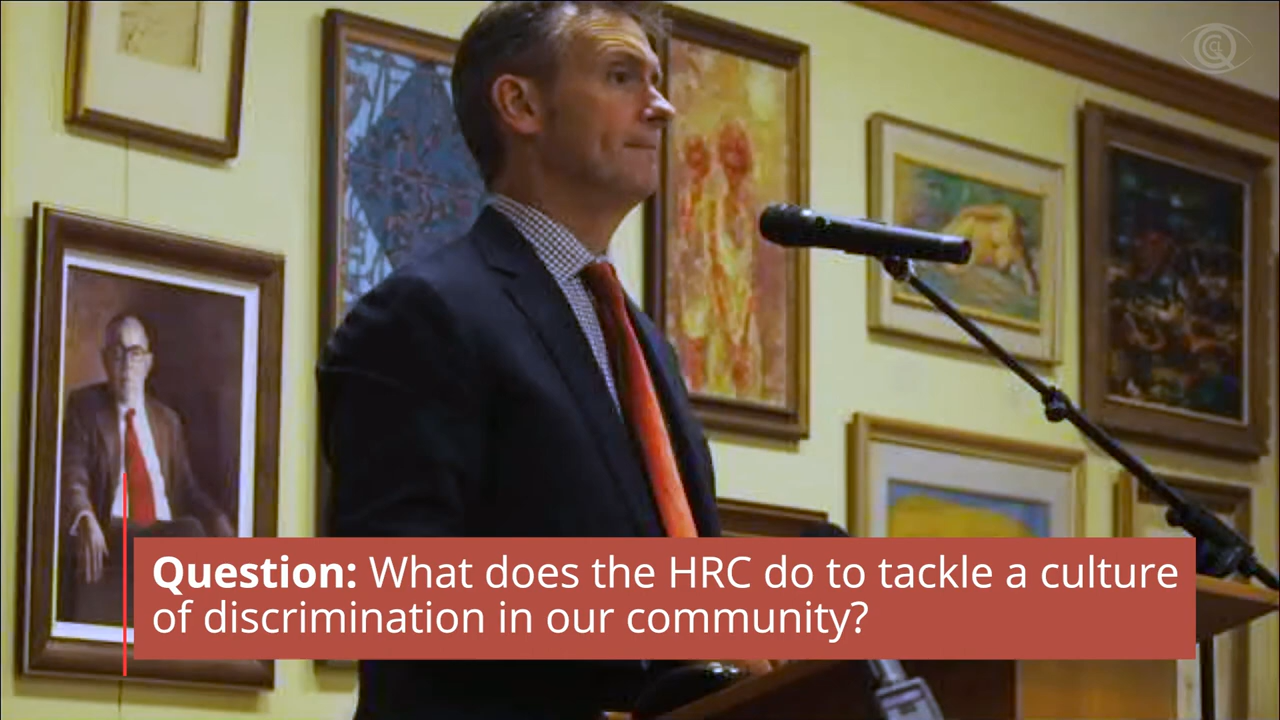 Question: What does the HRC do to tackle a culture
of discrimination in our community?